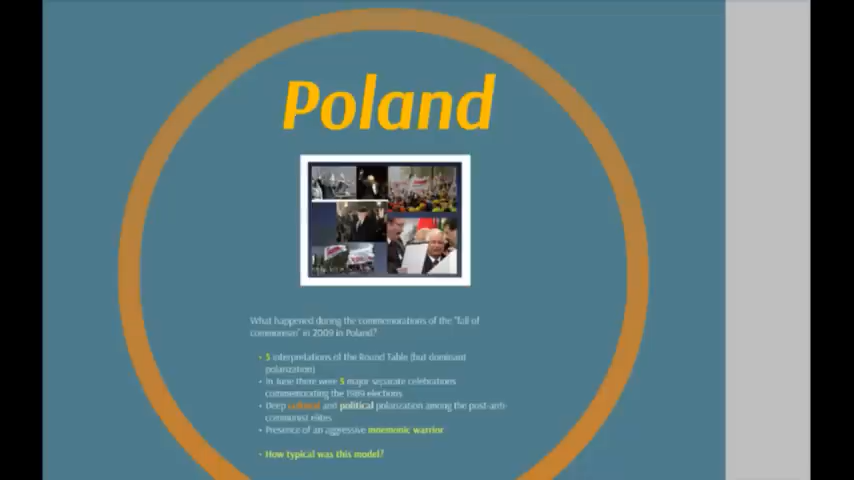 Poland
What happened during the commemorations of the "fall of
communism" in 2009 in Poland?
• 5 interpretations of the Round Table (but dominant
polarization)
• In June there were 5 major separate celebrations
commemorating the 1989 elections
• Deep cultural and political polarization among the post-anti-
communist elites
• Presence of an aggressive mnemonic warrior
• How typical was this model?